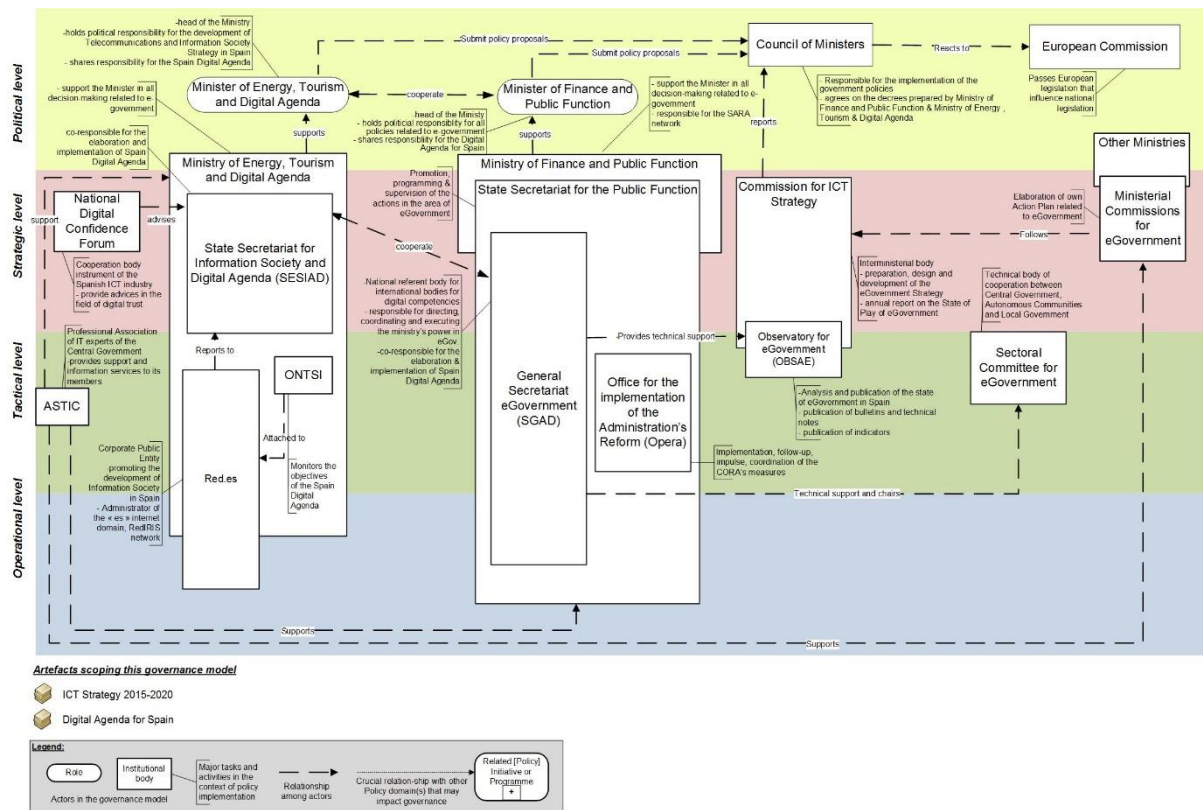 Political level
Strategic level
Tactical level
Operational level
-head of the Ministry
-holds political responsibility for the development of
Telecommunications and Information Society
Strategy in Spain
- shares responsibility for the Spain Digital Agenda
Minister of Energy, Tourism
and Digital Agenda
Submit policy proposals
Submit policy proposals
cooperate
Minister of Finance and
Public Function
Council of Ministers
Reacts to
European Commission
Passes European
legislation that
influence national
legislation
- Responsible for the implementation of the
government policies
- agrees on the decrees prepared by Ministry of
Finance and Public Function & Ministry of Energy ,
Tourism & Digital Agenda
- support the Minister in all
decision-making related to e-
government
- responsible for the SARA
network
- support the Minister in all
decision-making related to e-
government
-head of the Ministy
- holds political responsibility for all
policies related to e-government
- shares responsiblity for the Digital
Agenda for Spain
supports
supports
reports
co-responsible for the
elaboration and
implementation of Spain
Digital Agenda
Ministry of Energy, Tourism
and Digital Agenda
Ministry of Finance and Public Function
State Secretariat for the Public Function
Promotion,
programming &
supervision of the
actions in the area of
eGovernment
Commission for ICT
Strategy
Other Ministries
Ministerial
Commissions for
eGovernment
Elaboration of own
Action Plan related
to eGovernment
Follows
support
National
Digital
Confidence
Forum
advises
Cooperation body
instrument of the
Spanish ICT industry
- provide advices in the
field of digital trust
State Secretariat for
Information Society and
Digital Agenda (SESIAD)
cooperate
-National referent body for
international bodies for
digital competencies
- responsible for directing,
coordinating and executing
the ministry's power in
eGov.
-co-responsible for the
elaboration &
implementation of Spain
Digital Agenda
Interministerial body
- preparation, design and
development of the
eGovernment Strategy
- annual report on the State of
Play of eGovernment
Technical body of
cooperation between
Central Government,
Autonomous Communities
and Local Government
Professional Association
of IT experts of the
Central Government
-provides support and
information services to its
members
ASTIC
Reports to
ONTSI
Attached to
Monitors the
objectives
of the Spain
Digital
Agenda
Red.es
Corporate Public
Entity
-promoting the
development of
Information Society
in Spain
- Administrator of
the « es » internet
domain, RedIRIS
network
General
Secretariat
eGovernment
(SGAD)
-Provides technical support
Office for the
implementation
of the
Administration's
Reform (Opera)
Observatory for
eGovernment
(OBSAE)
-Analysis and publication of the state
of eGovernment in Spain
- publication of bulletins and technical
notes
- publication of indicators
Sectoral
Committee for
eGovernment
Implementation, follow-up,
impulse, coordination of the
CORA's measures
Technical support and chairs
Supports
Supports
Artefacts scoping this governance model
ICT Strategy 2015-2020
Digital Agenda for Spain
Legend:
Role
Institutional
body
Actors in the governance model
Major tasks and
activities in the
context of policy
implementation
Relationship
among actors
Crucial relation-ship with other
Policy domain(s) that may
impact governance
Related [Policy]
Initiative or
Programme
+